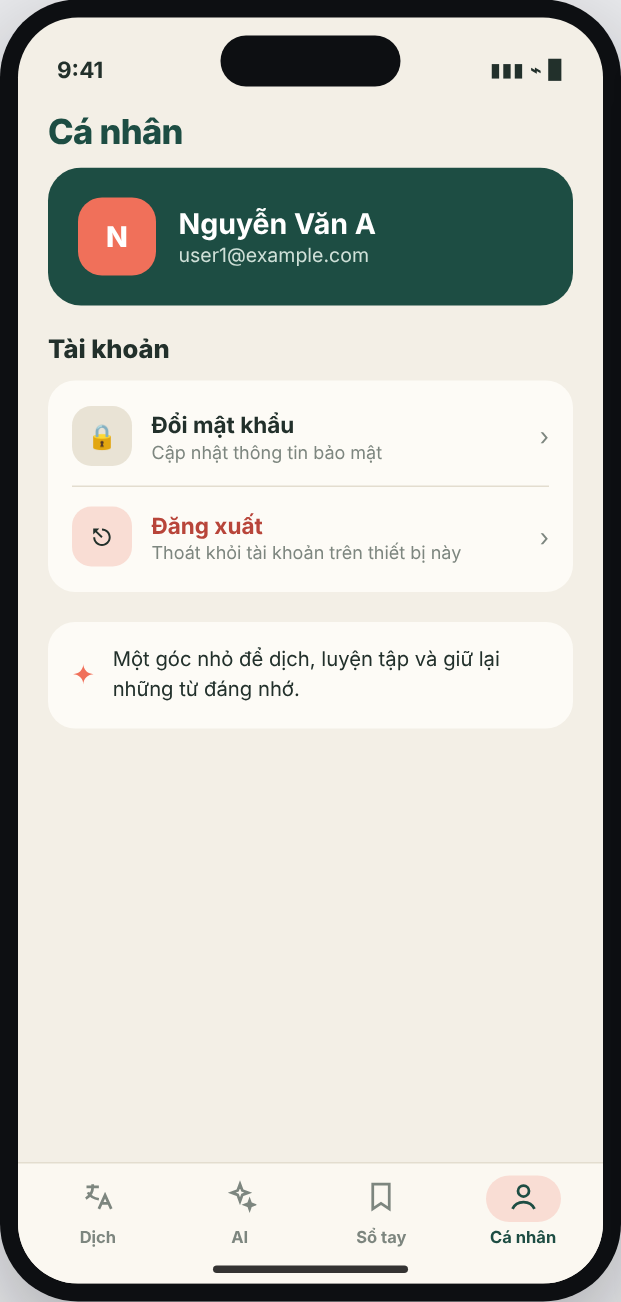 9:41
Cá nhân
N
Nguyễn Văn A
user1@example.com
Tài khoản
Đổi mật khẩu
Cập nhật thông tin bảo mật
Đăng xuất
Thoát khỏi tài khoản trên thiết bị này
Một góc nhỏ để dịch, luyện tập và giữ lại
những từ đáng nhớ.
Dịch
AI
Sổ tay
Cá nhân